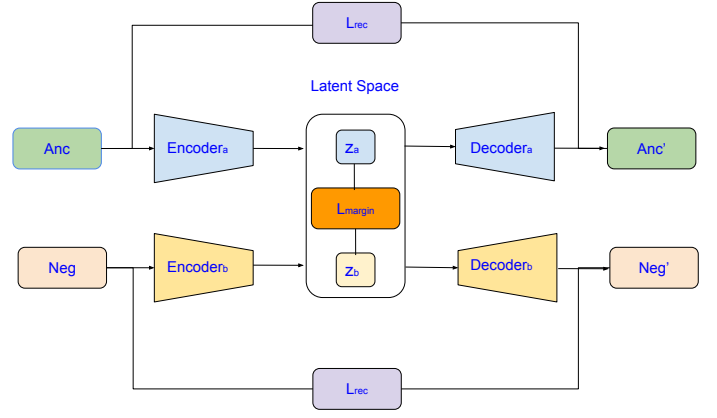 Lrec
Latent Space
Anc
Encodera
za
Decodera
Anc'
Lmargin
Neg
Encoderb
zb
Decoderb
Neg'
Lrec